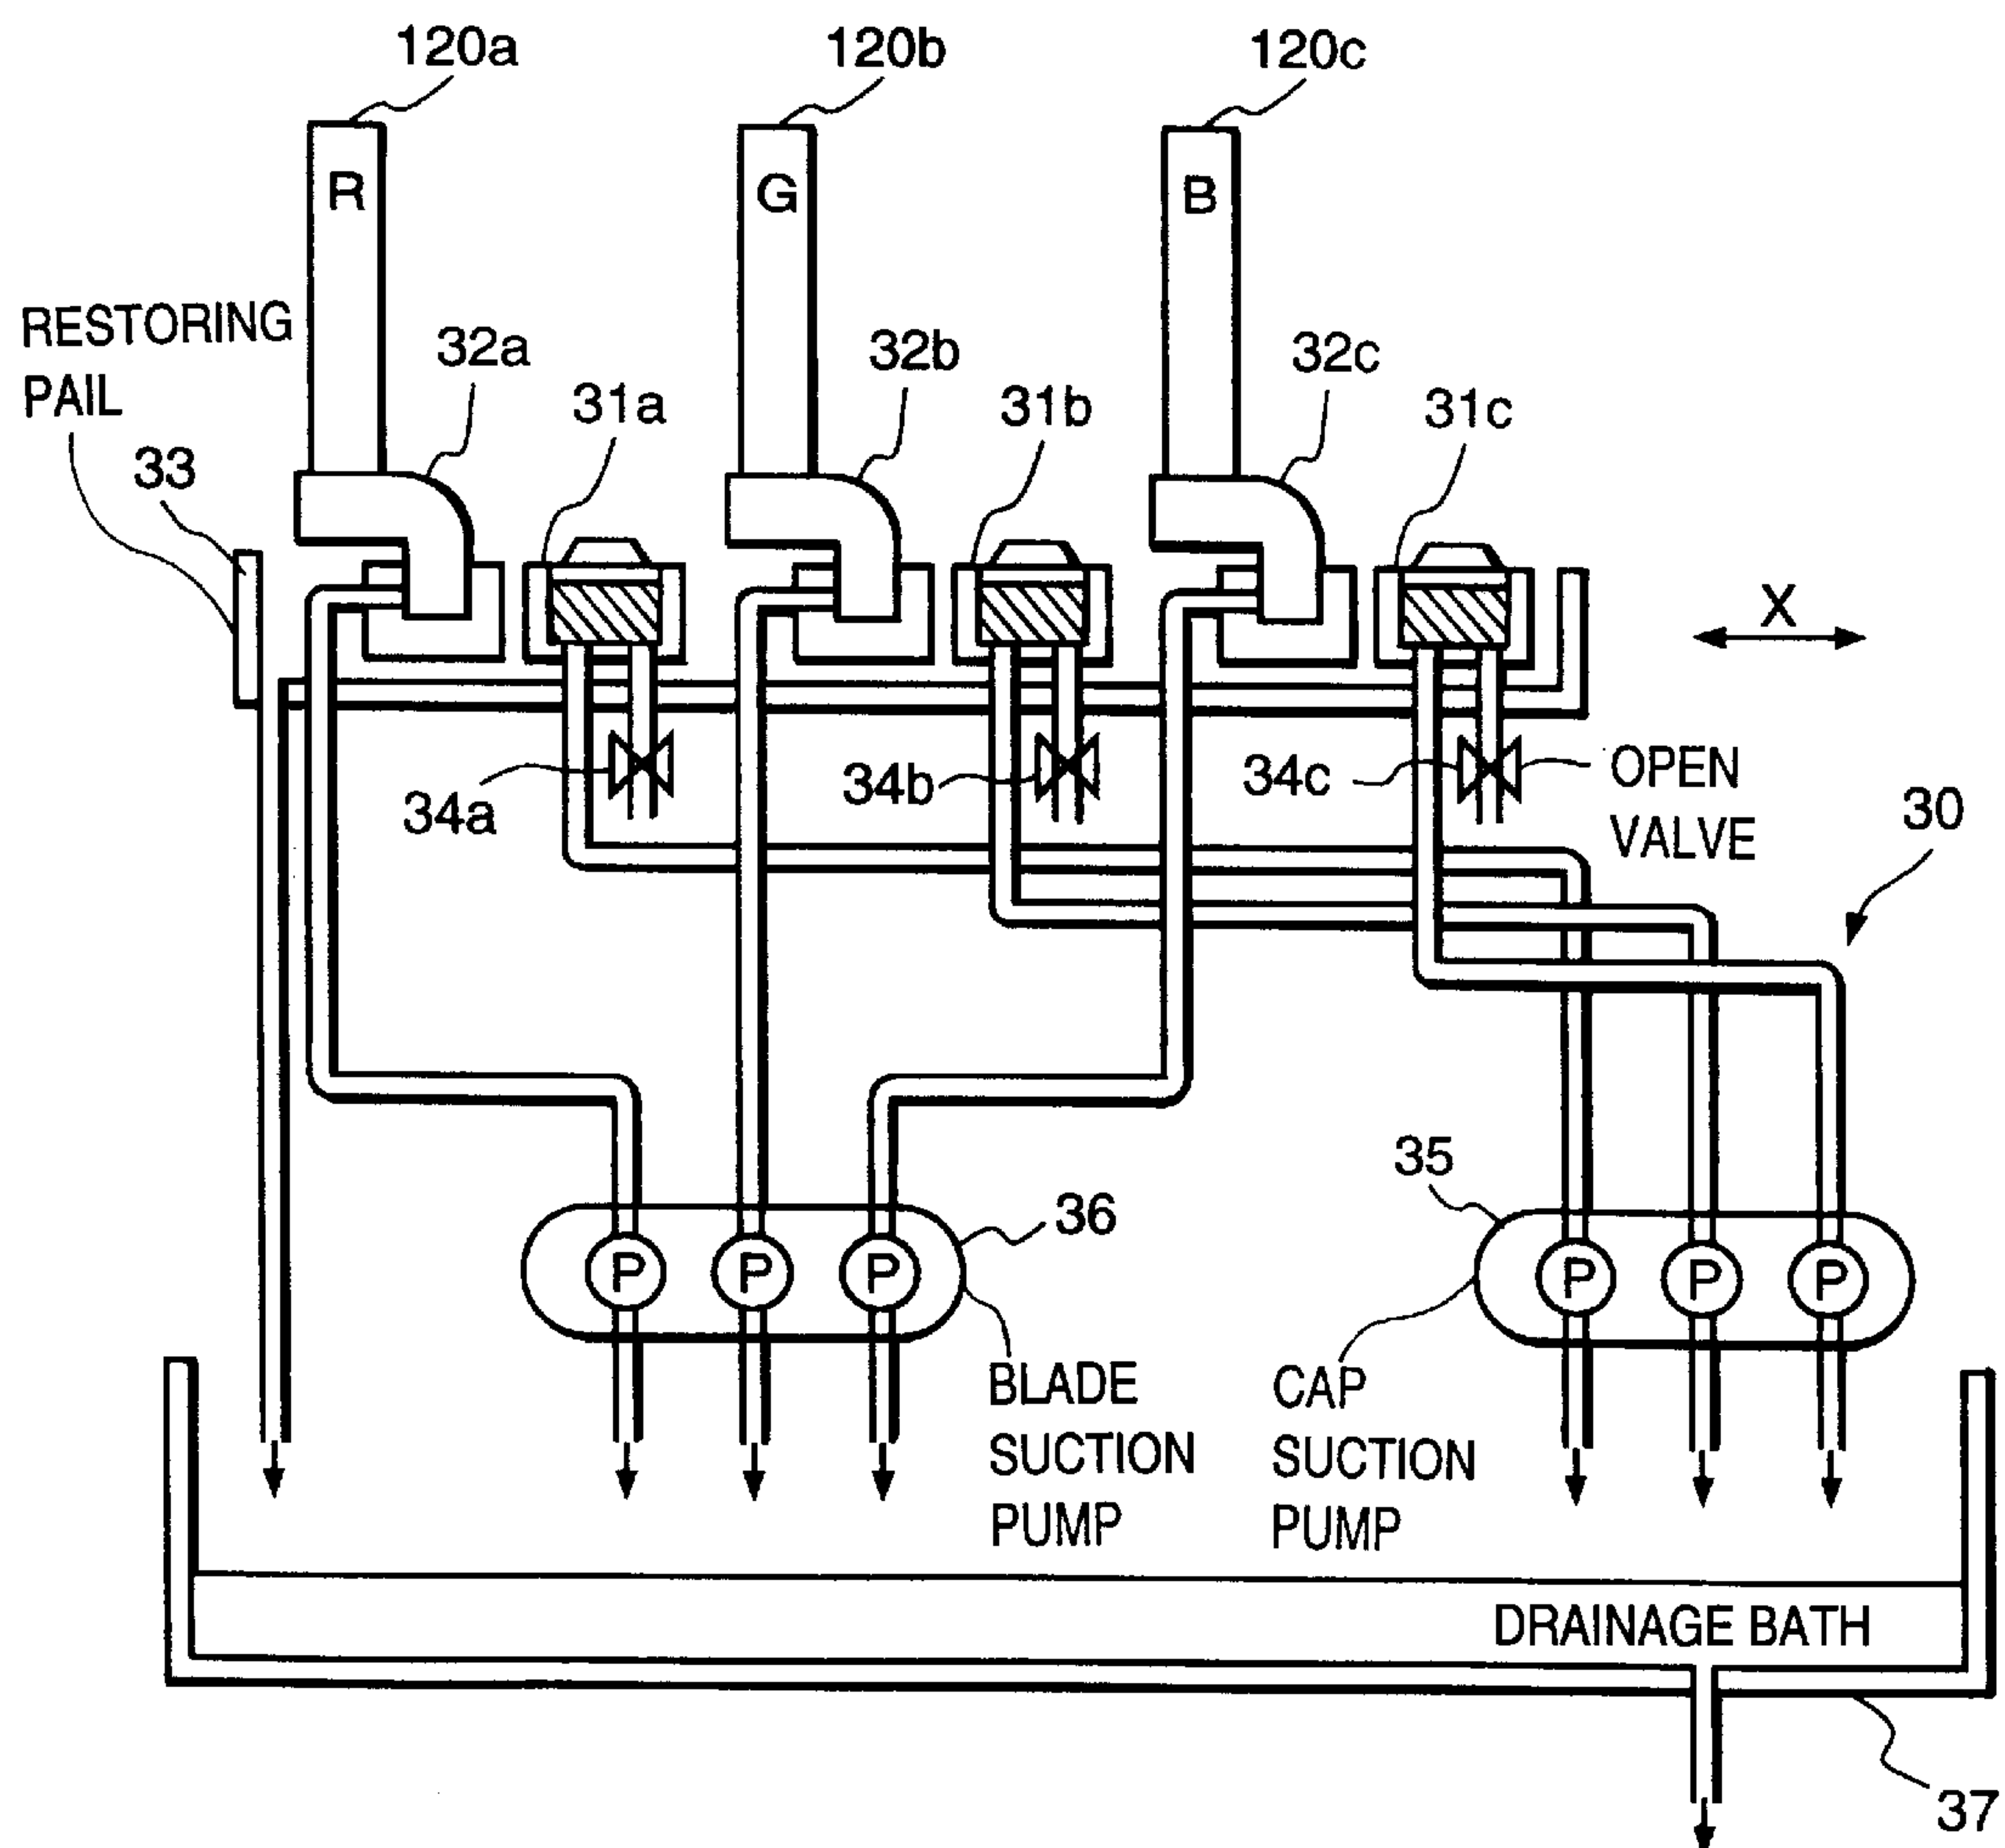 120a
120b
120c
R
G
B
RESTORING
PAIL
32a
32b
32c
31a
31b
31c
33
X
34a
34b
34c
OPEN
VALVE
30
35
36
P
P
P
P
P
P
BLADE
SUCTION
PUMP
CAP
SUCTION
PUMP
DRAINAGE BATH
37